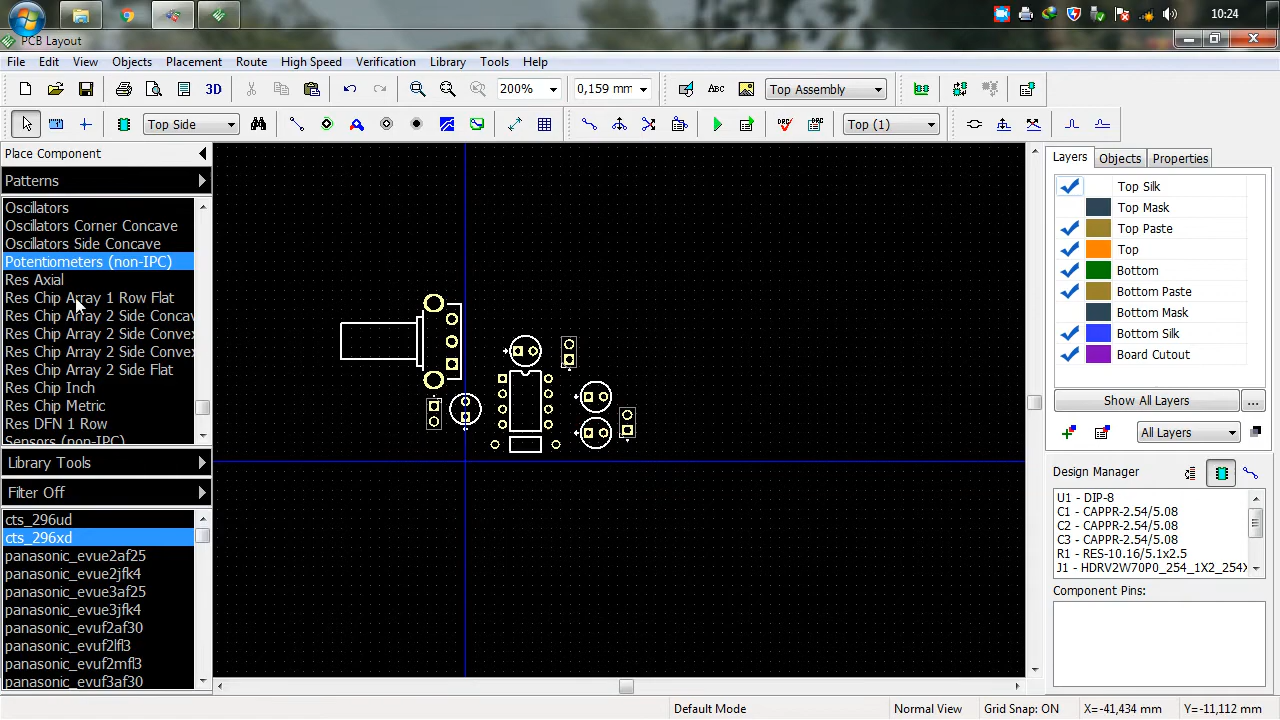 10:24
PCB Layout
File Edit View Objects Placement Route High Speed Verification Library Tools Help
3D 200% 0,159 mm ABC Top Assembly
Top Side Top (1)
Place Component
Patterns
Oscillators
Oscillators Corner Concave
Oscillators Side Concave
Potentiometers (non-IPC)
Res Axial
Res Chip Array 1 Row Flat
Res Chip Array 2 Side Concav
Res Chip Array 2 Side Convex
Res Chip Array 2 Side Convex
Res Chip Array 2 Side Flat
Res Chip Inch
Res Chip Metric
Res DFN 1 Row
Sensors (non-IPC)
Library Tools
Filter Off
cts_296ud
cts_296xd
panasonic_evue2af25
panasonic_evue2jfk4
panasonic_evue3af25
panasonic_evue3jfk4
panasonic_evuf2af30
panasonic_evuf2lfl3
panasonic_evuf2mfl3
panasonic_evuf3af30
Layers Objects Properties
Top Silk
Top Mask
Top Paste
Top
Bottom
Bottom Paste
Bottom Mask
Bottom Silk
Board Cutout
Show All Layers ...
All Layers
Design Manager
U1 - DIP-8
C1 - CAPPR-2.54/5.08
C2 - CAPPR-2.54/5.08
C3 - CAPPR-2.54/5.08
R1 - RES-10.16/5.1x2.5
J1 - HDRV2W70P0_254_1X2_254X
Component Pins:
Default Mode Normal View Grid Snap: ON X=-41,434 mm Y=-11,112 mm